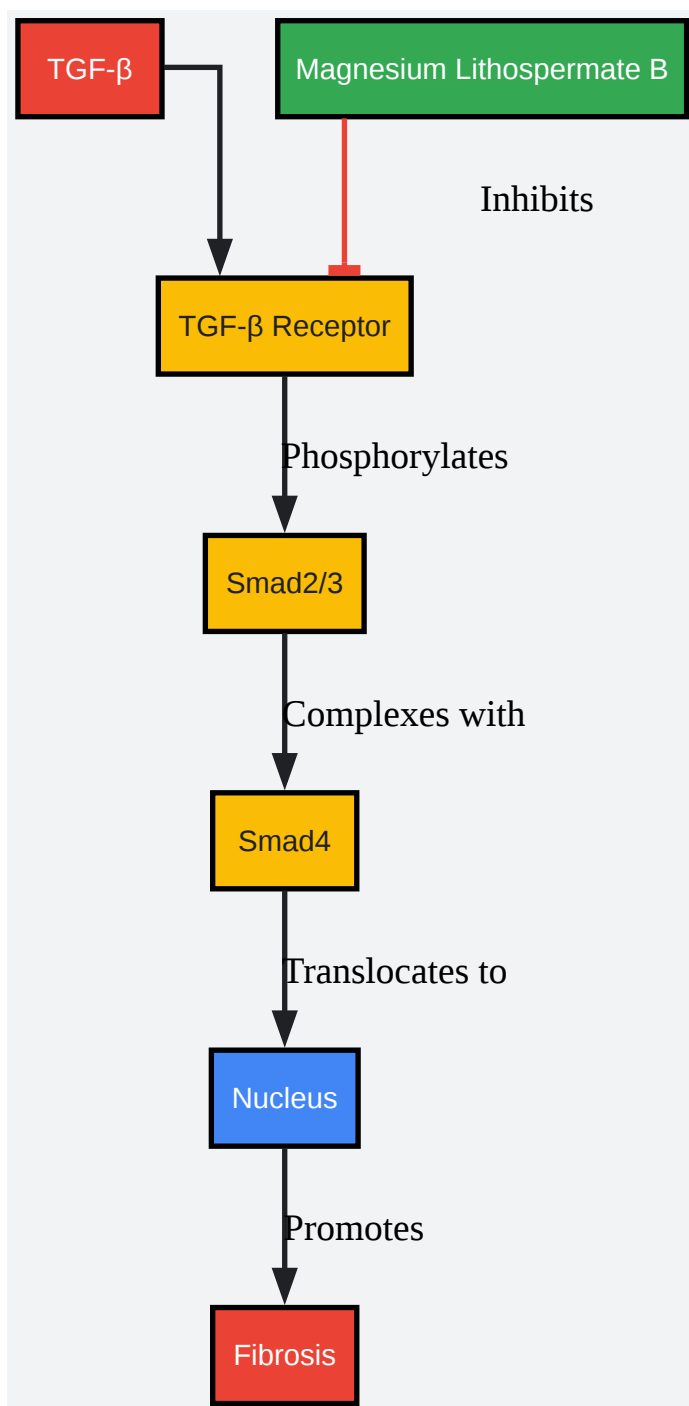 TGF-β
Magnesium Lithospermate B
Inhibits
TGF-β Receptor
Phosphorylates
Smad2/3
Complexes with
Smad4
Translocates to
Nucleus
Promotes
Fibrosis